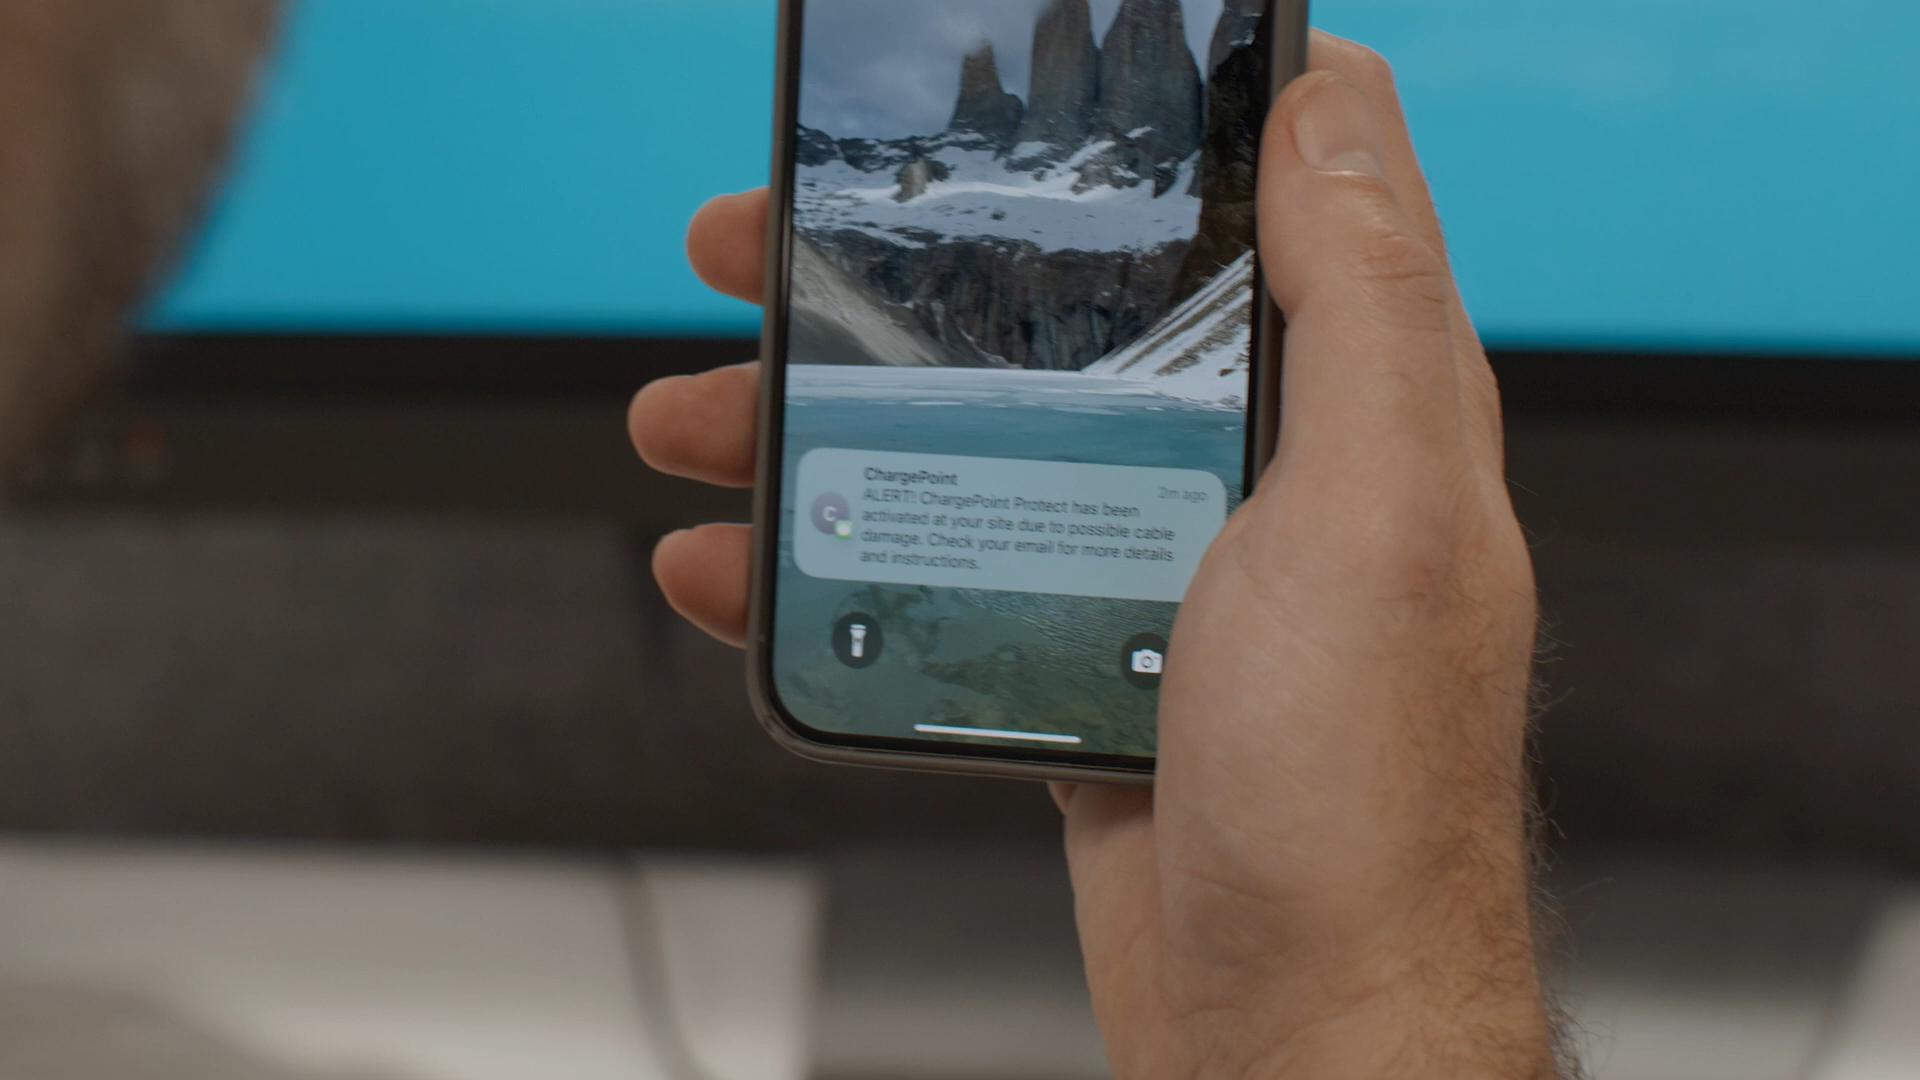 ChargePoint
2m ago
ALERT! ChargePoint Protect has been
activated at your site due to possible cable
damage. Check your email for more details
and instructions.
C